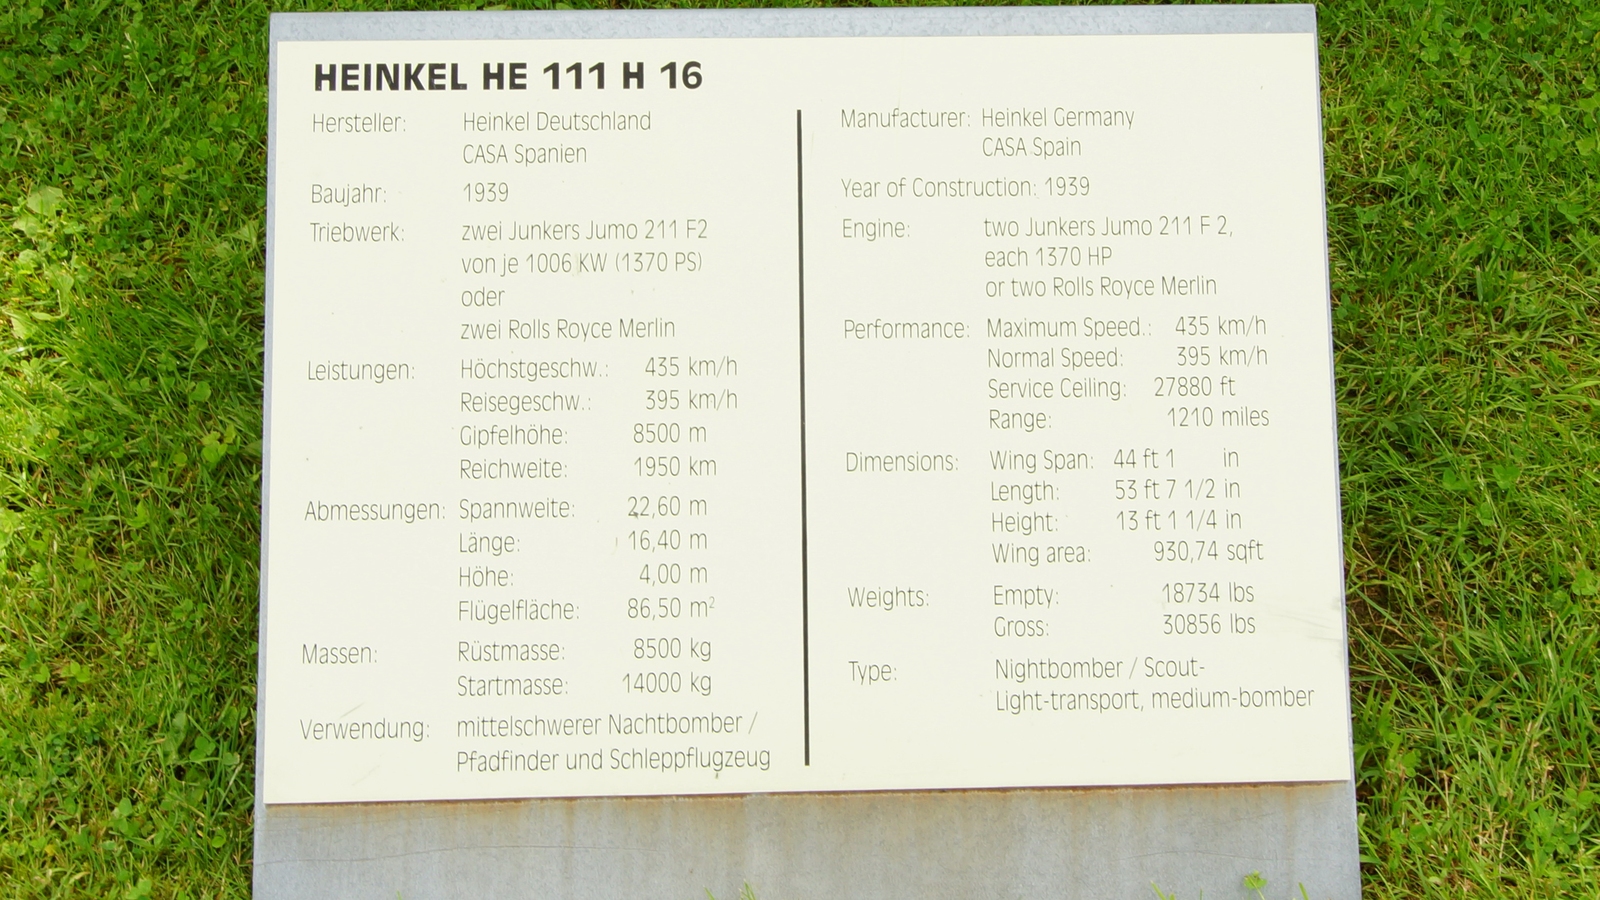 HEINKEL HE 111 H 16
Hersteller: Heinkel Deutschland
CASA Spanien
Baujahr: 1939
Triebwerk: zwei Junkers Jumo 211 F2
von je 1006 KW (1370 PS)
oder
zwei Rolls Royce Merlin
Leistungen: Höchstgeschw.: 435 km/h
Reisegeschw.: 395 km/h
Gipfelhöhe: 8500 m
Reichweite: 1950 km
Abmessungen: Spannweite: 22,60 m
Länge: 16,40 m
Höhe: 4,00 m
Flügelfläche: 86,50 m²
Massen: Rüstmasse: 8500 kg
Startmasse: 14000 kg
Verwendung: mittelschwerer Nachtbomber /
Pfadfinder und Schleppflugzeug
Manufacturer: Heinkel Germany
CASA Spain
Year of Construction: 1939
Engine: two Junkers Jumo 211 F 2,
each 1370 HP
or two Rolls Royce Merlin
Performance: Maximum Speed.: 435 km/h
Normal Speed: 395 km/h
Service Ceiling: 27880 ft
Range: 1210 miles
Dimensions: Wing Span: 44 ft 1 in
Length: 53 ft 7 1/2 in
Height: 13 ft 1 1/4 in
Wing area: 930,74 sqft
Weights: Empty: 18734 lbs
Gross: 30856 lbs
Type: Nightbomber / Scout-
Light-transport, medium-bomber